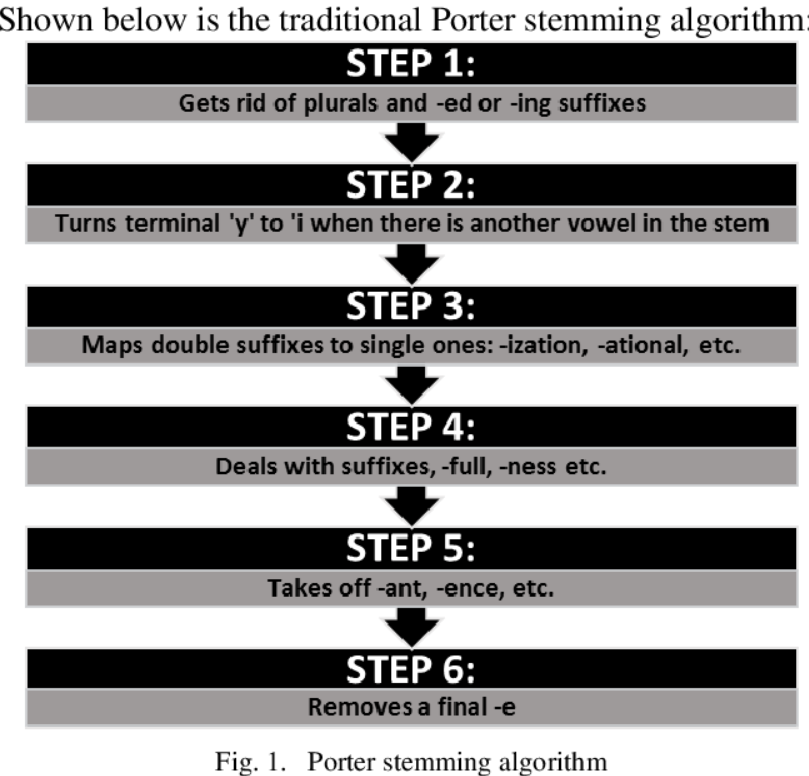 Shown below is the traditional Porter stemming algorithm:
STEP 1:
Gets rid of plurals and -ed or -ing suffixes
STEP 2:
Turns terminal 'y' to 'i when there is another vowel in the stem
STEP 3:
Maps double suffixes to single ones: -ization, -ational, etc.
STEP 4:
Deals with suffixes, -full, -ness etc.
STEP 5:
Takes off -ant, -ence, etc.
STEP 6:
Removes a final -e
Fig. 1. Porter stemming algorithm